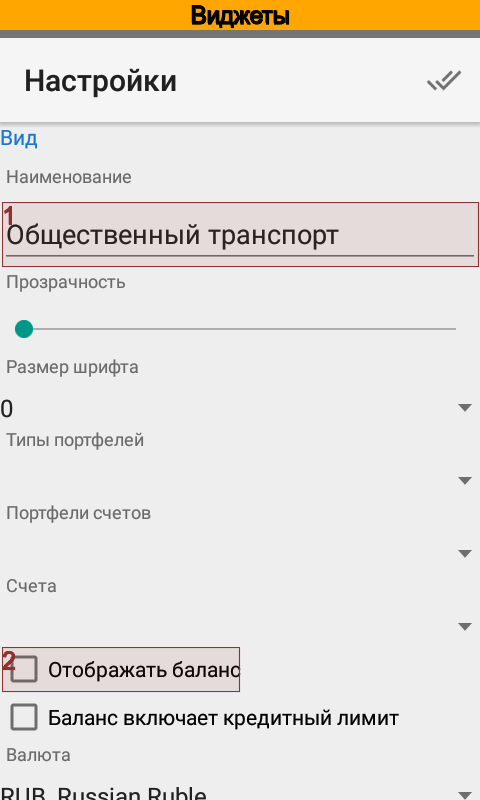 Виджеты
Настройки
Вид
Наименование
1
Общественный транспорт
Прозрачность
Размер шрифта
0
Типы портфелей
Портфели счетов
Счета
2
Отображать баланс
Баланс включает кредитный лимит
Валюта
RUB, Russian Ruble